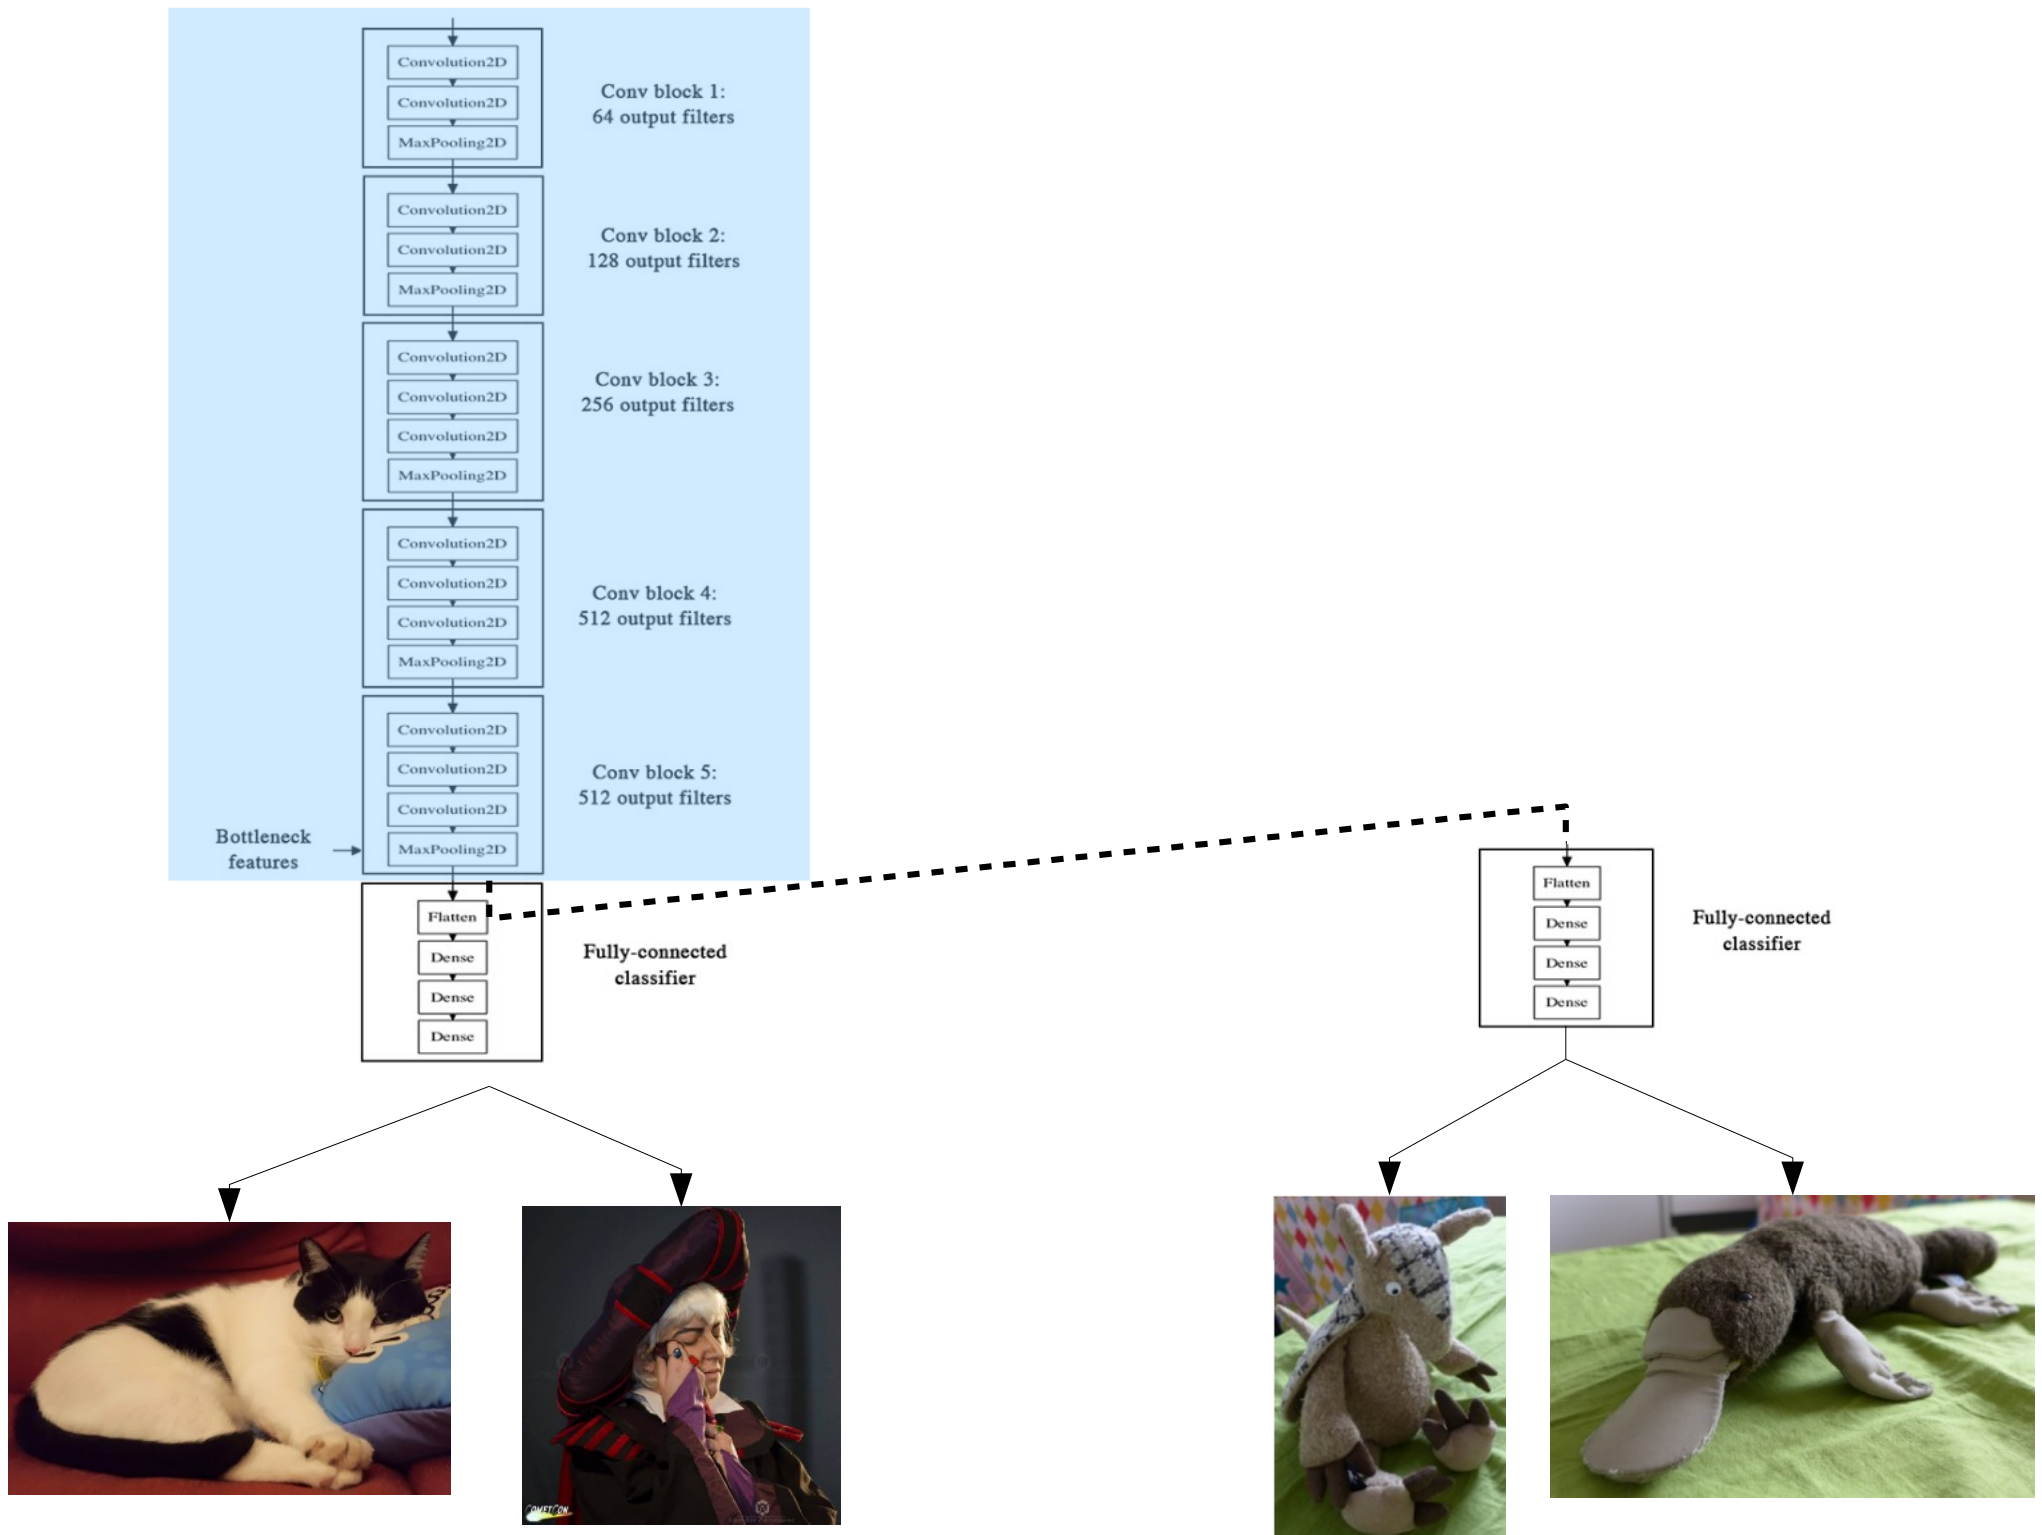 Convolution2D
Convolution2D
MaxPooling2D
Conv block 1:
64 output filters
Convolution2D
Convolution2D
MaxPooling2D
Conv block 2:
128 output filters
Convolution2D
Convolution2D
Convolution2D
MaxPooling2D
Conv block 3:
256 output filters
Convolution2D
Convolution2D
Convolution2D
MaxPooling2D
Conv block 4:
512 output filters
Convolution2D
Convolution2D
Convolution2D
MaxPooling2D
Conv block 5:
512 output filters
Bottleneck
features
Flatten
Dense
Dense
Dense
Fully-connected
classifier
Flatten
Dense
Dense
Dense
Fully-connected
classifier
COMETCON